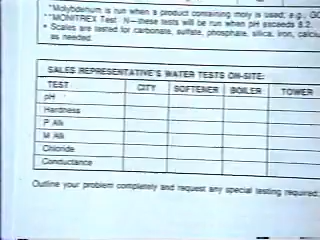 *Molybdenum is run when a product containing moly is used; e.g.,
**MONITREX Test N—these tests will be run when pH exceeds 8.2.
* Scales are tested for carbonate, sulfate, phosphate, silica, iron,
as needed.
SALES REPRESENTATIVE'S WATER TESTS ON-SITE:
TEST CITY SOFTENER BOILER TOWER
pH
Hardness
P Alk
M Alk
Chloride
Conductance
Outline your problem completely and request any special testing required: